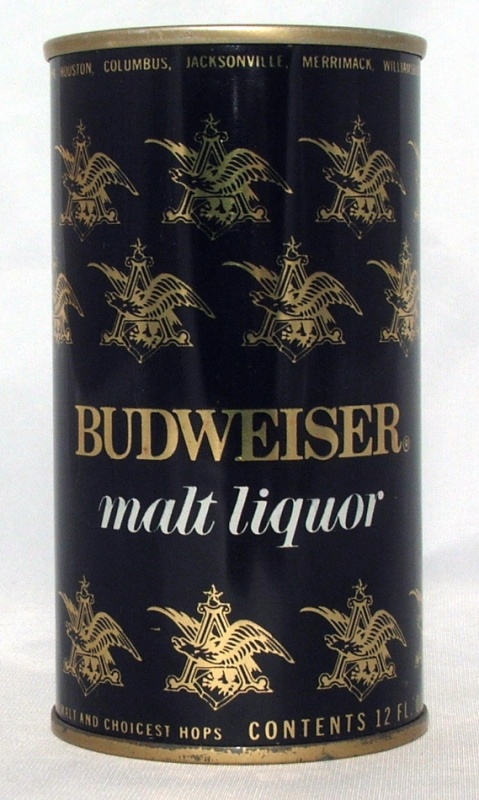 HOUSTON, COLUMBUS, JACKSONVILLE, MERRIMACK,
BUDWEISER®
malt liquor
AND CHOICEST HOPS CONTENTS 12 FL.